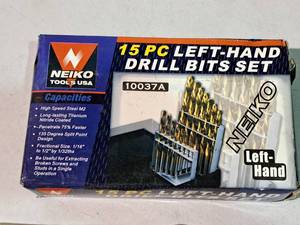 NEIKO
TOOLS USA
15 PC LEFT-HAND
DRILL BITS SET
10037A
Capacities
• High Speed Steel M2
• Long-lasting Titanium
Nitride Coated
• Penetrate 75% Faster
• 135 Degree Split Point
Design
• Fractional Size: 1/16"
to 1/2" by 1/32ths
• Be Useful for Extracting
Broken Screws and
Studs in a Single
Operation
NEIKO
Left-
Hand